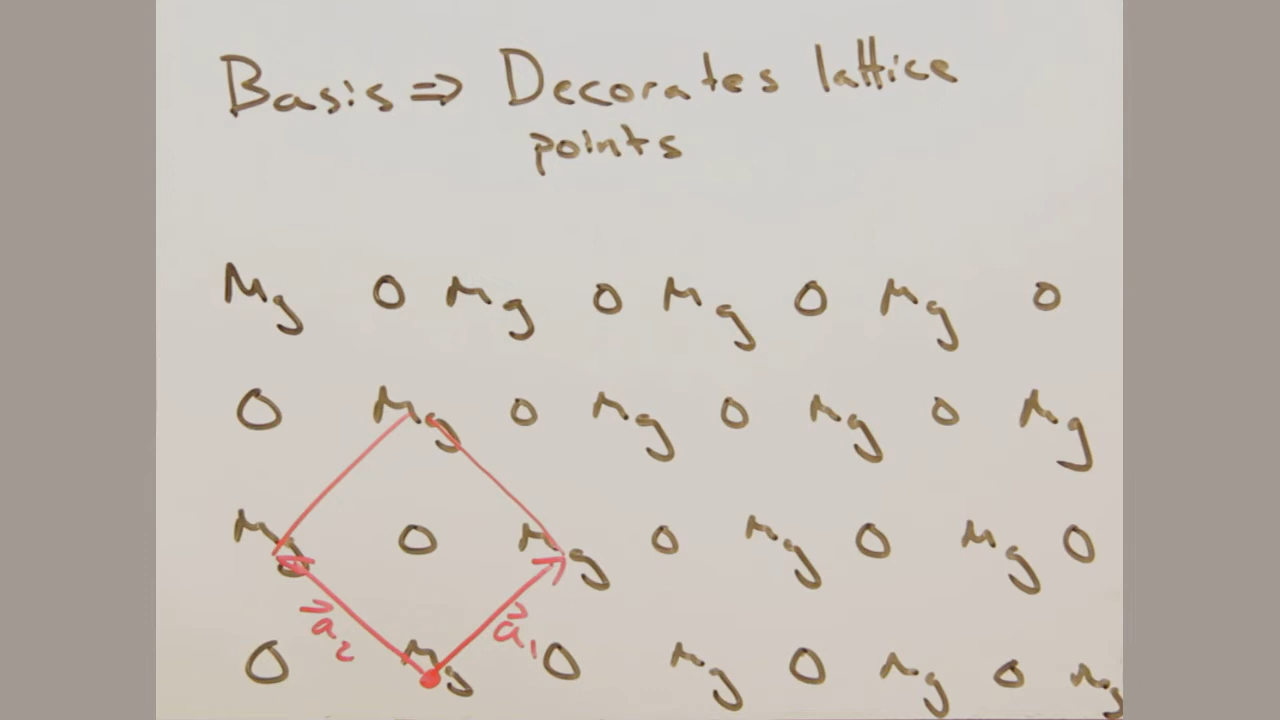 Basis ⇒ Decorates lattice
points
Mg O Mg O Mg O Mg O
O Mg O Mg O Mg O Mg
Mg O Mg O Mg O Mg O
a⃗₂ a⃗₁
O Mg O Mg O Mg O Mg